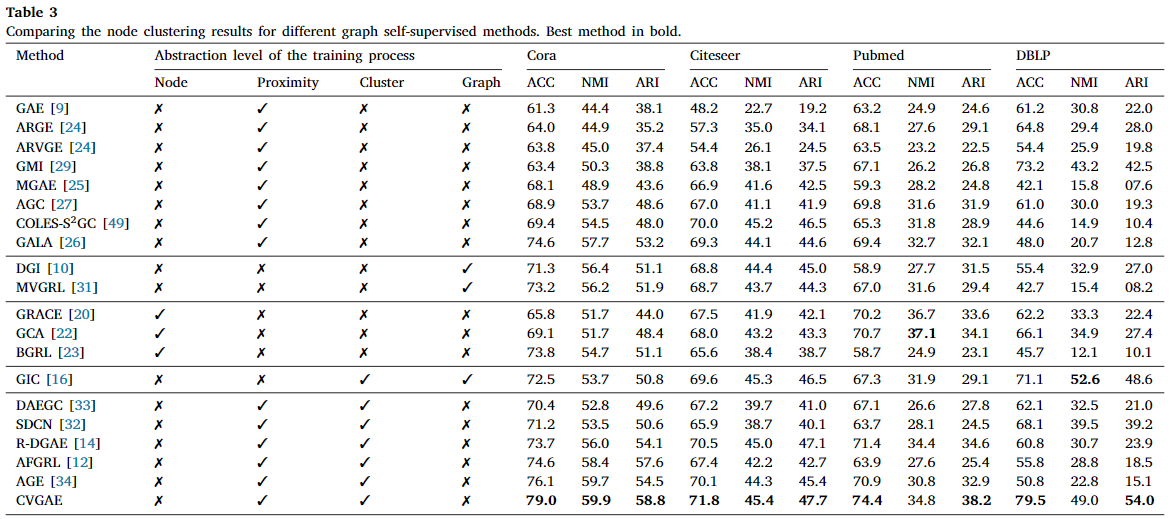 Table 3
Comparing the node clustering results for different graph self-supervised methods. Best method in bold.
Method Abstraction level of the training process Cora Citeseer Pubmed DBLP
Node Proximity Cluster Graph ACC NMI ARI ACC NMI ARI ACC NMI ARI ACC NMI ARI
GAE [9] ✗ ✓ ✗ ✗ 61.3 44.4 38.1 48.2 22.7 19.2 63.2 24.9 24.6 61.2 30.8 22.0
ARGE [24] ✗ ✓ ✗ ✗ 64.0 44.9 35.2 57.3 35.0 34.1 68.1 27.6 29.1 64.8 29.4 28.0
ARVGE [24] ✗ ✓ ✗ ✗ 63.8 45.0 37.4 54.4 26.1 24.5 63.5 23.2 22.5 54.4 25.9 19.8
GMI [29] ✗ ✓ ✗ ✗ 63.4 50.3 38.8 63.8 38.1 37.5 67.1 26.2 26.8 73.2 43.2 42.5
MGAE [25] ✗ ✓ ✗ ✗ 68.1 48.9 43.6 66.9 41.6 42.5 59.3 28.2 24.8 42.1 15.8 07.6
AGC [27] ✗ ✓ ✗ ✗ 68.9 53.7 48.6 67.0 41.1 41.9 69.8 31.6 31.9 61.0 30.0 19.3
COLES-S²GC [49] ✗ ✓ ✗ ✗ 69.4 54.5 48.0 70.0 45.2 46.5 65.3 31.8 28.9 44.6 14.9 10.4
GALA [26] ✗ ✓ ✗ ✗ 74.6 57.7 53.2 69.3 44.1 44.6 69.4 32.7 32.1 48.0 20.7 12.8
DGI [10] ✗ ✗ ✗ ✓ 71.3 56.4 51.1 68.8 44.4 45.0 58.9 27.7 31.5 55.4 32.9 27.0
MVGRL [31] ✗ ✗ ✗ ✓ 73.2 56.2 51.9 68.7 43.7 44.3 67.0 31.6 29.4 42.7 15.4 08.2
GRACE [20] ✓ ✗ ✗ ✗ 65.8 51.7 44.0 67.5 41.9 42.1 70.2 36.7 33.6 62.2 33.3 22.4
GCA [22] ✓ ✗ ✗ ✗ 69.1 51.7 48.4 68.0 43.2 43.3 70.7 37.1 34.1 66.1 34.9 27.4
BGRL [23] ✓ ✗ ✗ ✗ 73.8 54.7 51.1 65.6 38.4 38.7 58.7 24.9 23.1 45.7 12.1 10.1
GIC [16] ✗ ✗ ✓ ✓ 72.5 53.7 50.8 69.6 45.3 46.5 67.3 31.9 29.1 71.1 52.6 48.6
DAEGC [33] ✗ ✓ ✓ ✗ 70.4 52.8 49.6 67.2 39.7 41.0 67.1 26.6 27.8 62.1 32.5 21.0
SDCN [32] ✗ ✓ ✓ ✗ 71.2 53.5 50.6 65.9 38.7 40.1 63.7 28.1 24.5 68.1 39.5 39.2
R-DGAE [14] ✗ ✓ ✓ ✗ 73.7 56.0 54.1 70.5 45.0 47.1 71.4 34.4 34.6 60.8 30.7 23.9
AFGRL [12] ✗ ✓ ✓ ✗ 74.6 58.4 57.6 67.4 42.2 42.7 63.9 27.6 25.4 55.8 28.8 18.5
AGE [34] ✗ ✓ ✓ ✗ 76.1 59.7 54.5 70.1 44.3 45.4 70.9 30.8 32.9 50.8 22.8 15.1
CVGAE ✗ ✓ ✓ ✗ 79.0 59.9 58.8 71.8 45.4 47.7 74.4 34.8 38.2 79.5 49.0 54.0